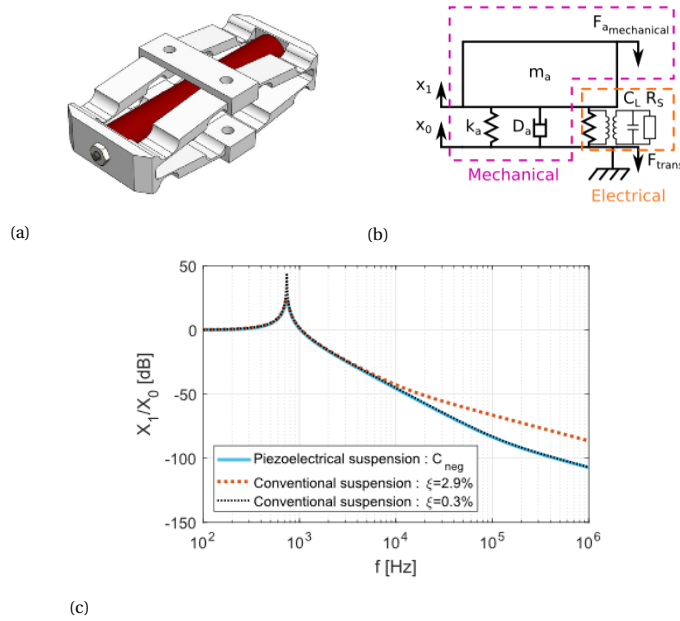 (a)
F_a_mechanical
m_a
x_1
x_0
k_a
D_a
C_L R_S
F_trans
Mechanical
Electrical
(b)
50
0
-50
-100
-150
X_1/X_0 [dB]
Piezoelectrical suspension : C_neg
Conventional suspension : ξ=2.9%
Conventional suspension : ξ=0.3%
10^2 10^3 10^4 10^5 10^6
f [Hz]
(c)